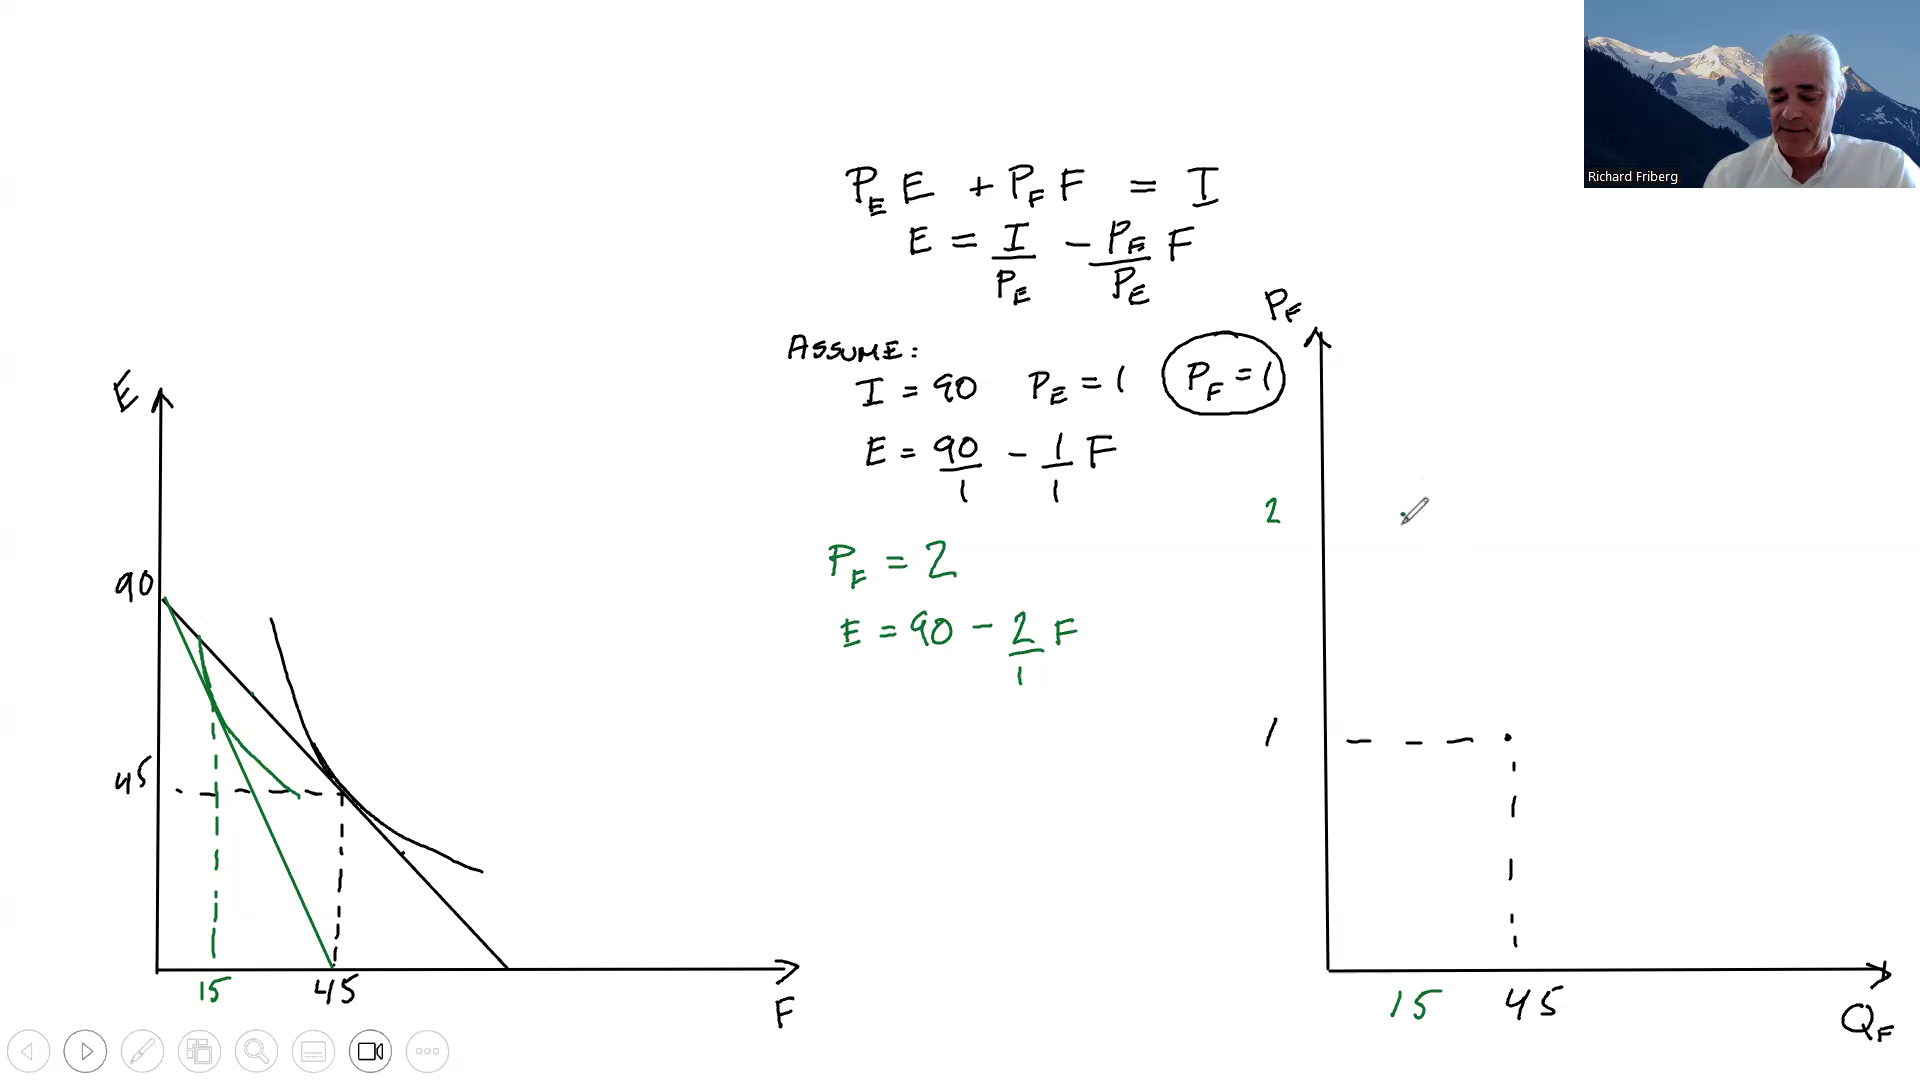 Richard Friberg
P_E E + P_F F = I
E = I/P_E - P_F/P_E F
ASSUME:
I = 90 P_E = 1 P_F = 1
E = 90/1 - 1/1 F
P_F = 2
E = 90 - 2/1 F
E
90
45
15 45
F
P_F
2
1
15 45
Q_F